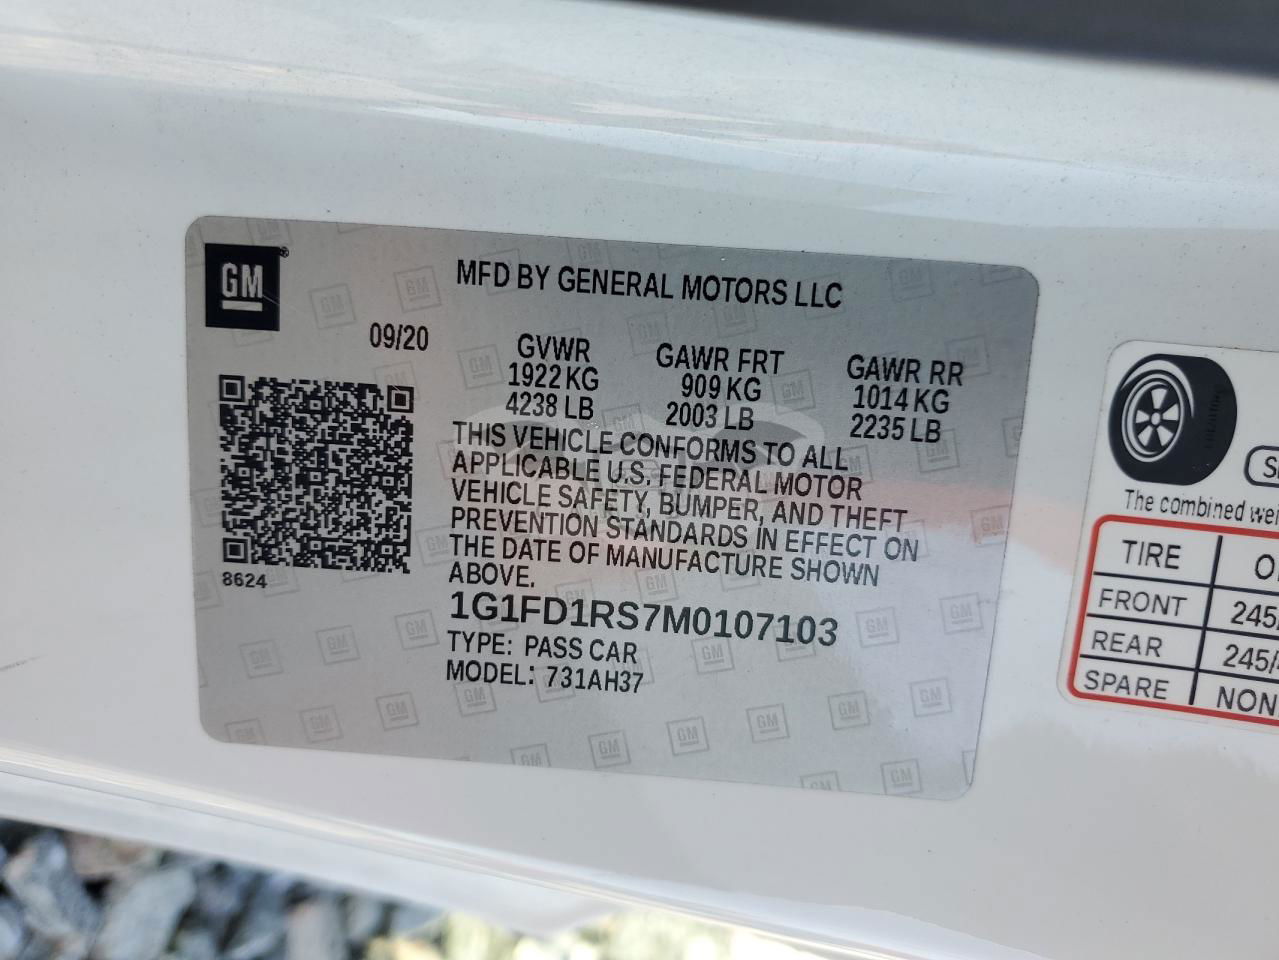 GM
MFD BY GENERAL MOTORS LLC
09/20
GVWR GAWR FRT GAWR RR
1922 KG 909 KG 1014 KG
4238 LB 2003 LB 2235 LB
THIS VEHICLE CONFORMS TO ALL
APPLICABLE U.S. FEDERAL MOTOR
VEHICLE SAFETY, BUMPER, AND THEFT
PREVENTION STANDARDS IN EFFECT ON
THE DATE OF MANUFACTURE SHOWN
ABOVE.
8624
1G1FD1RS7M0107103
TYPE: PASS CAR
MODEL: 731AH37
The combined
TIRE
FRONT 245
REAR 245/
SPARE NON